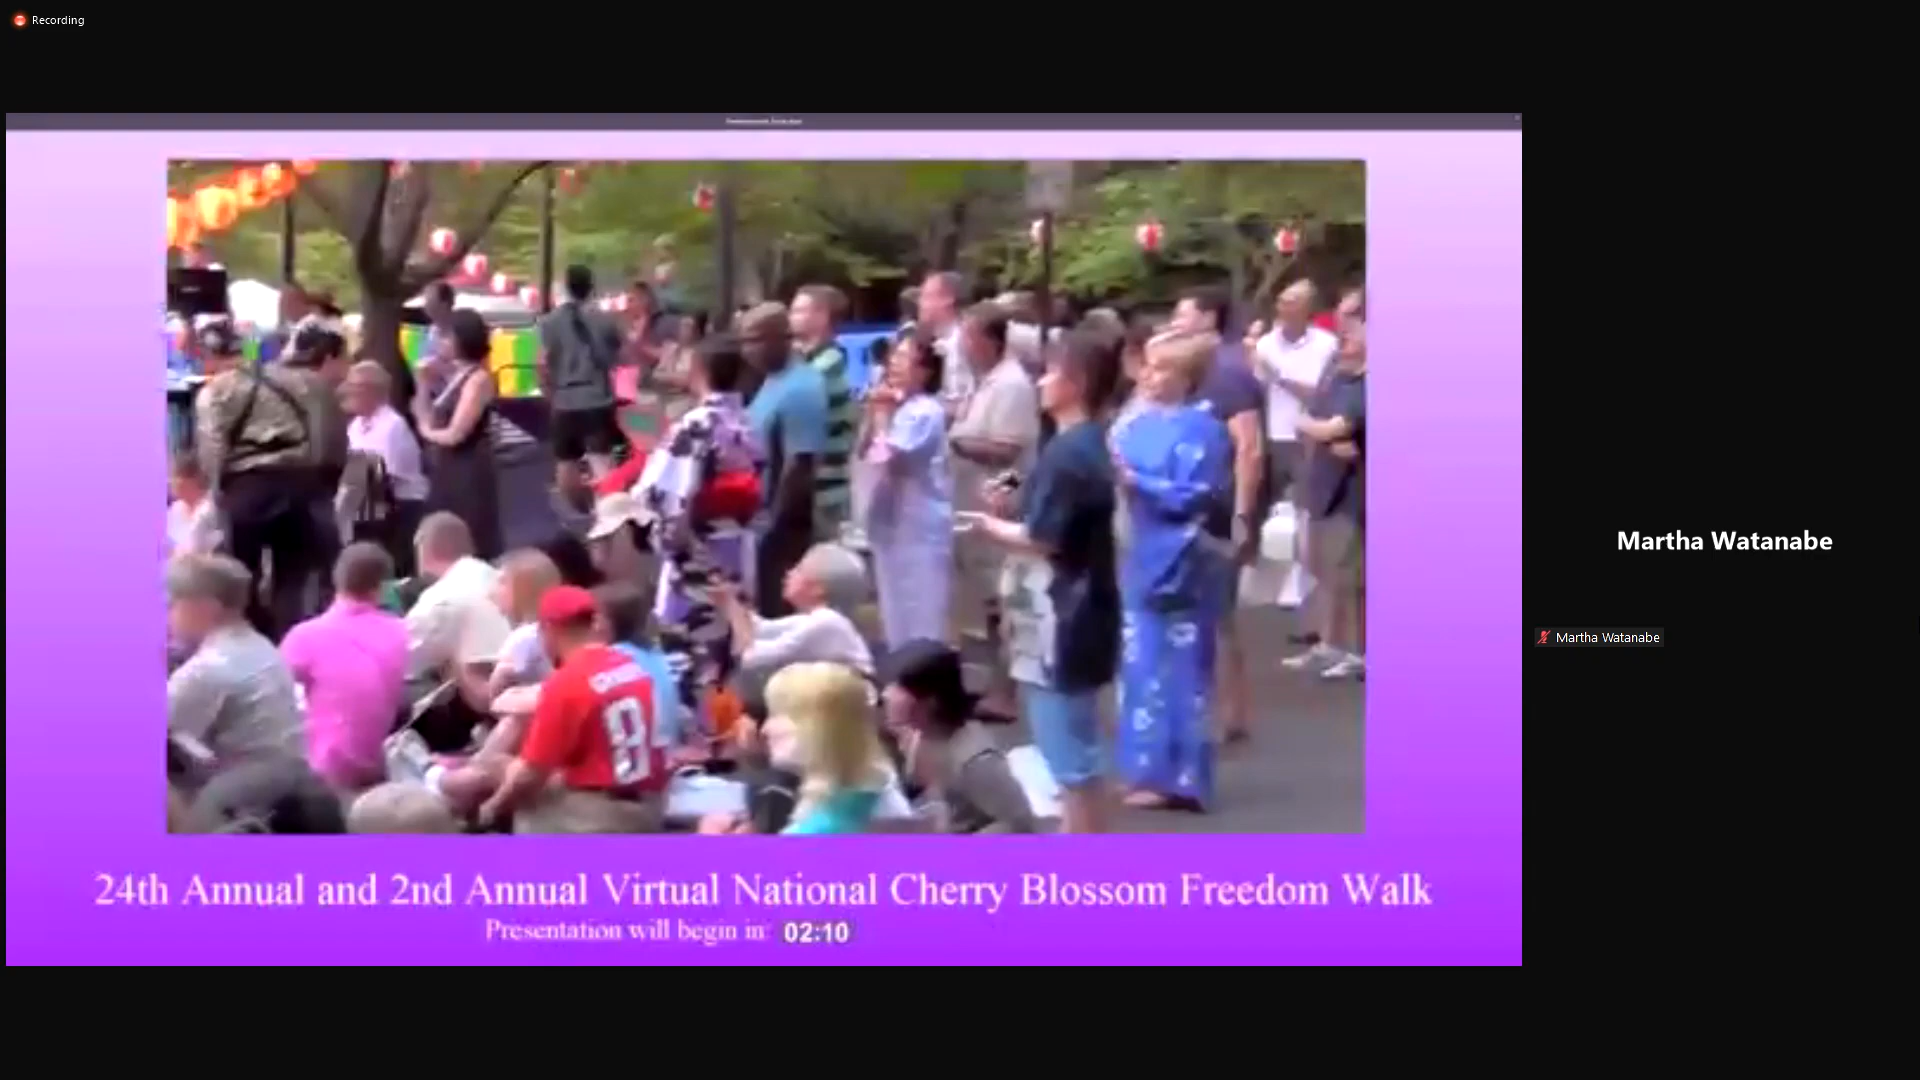 Recording
24th Annual and 2nd Annual Virtual National Cherry Blossom Freedom Walk
Presentation will begin in: 02:10
8
Martha Watanabe
Martha Watanabe